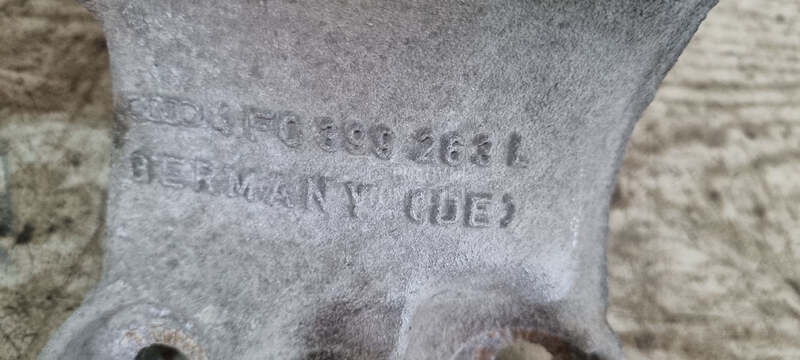 4F0 399 263 L
GERMANY (DE)